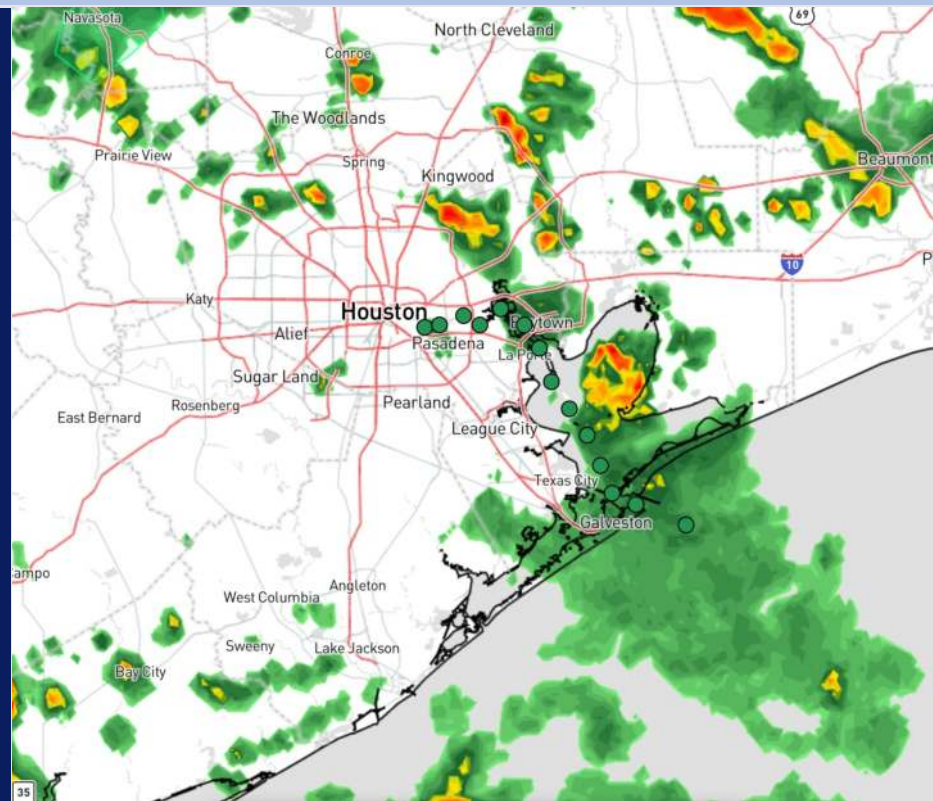 Navasota
69
North Cleveland
Conroe
The Woodlands
Prairie View
Spring
Beaumont
Kingwood
10
P
Katy
Houston
Baytown
Alief
Pasadena
La Porte
Sugar Land
Pearland
Rosenberg
East Bernard
League City
Texas City
Galveston
ampo
Angleton
West Columbia
Sweeny
Lake Jackson
Bay City
35